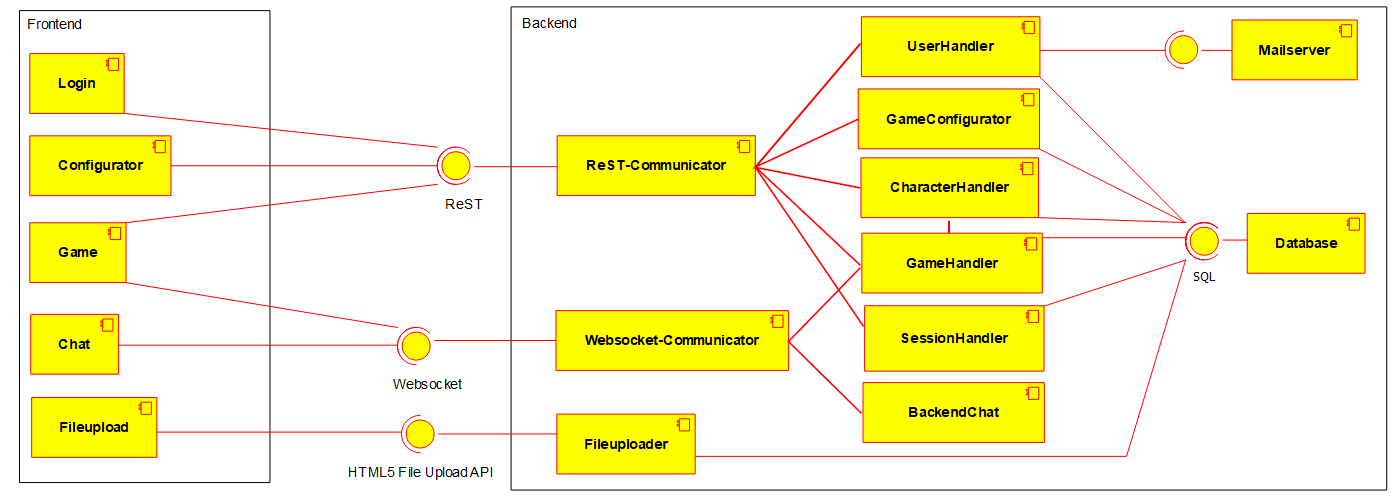 Frontend
Login
Configurator
Game
Chat
Fileupload
ReST
Websocket
HTML5 File Upload API
Backend
ReST-Communicator
Websocket-Communicator
Fileuploader
UserHandler
GameConfigurator
CharacterHandler
GameHandler
SessionHandler
BackendChat
Mailserver
SQL
Database